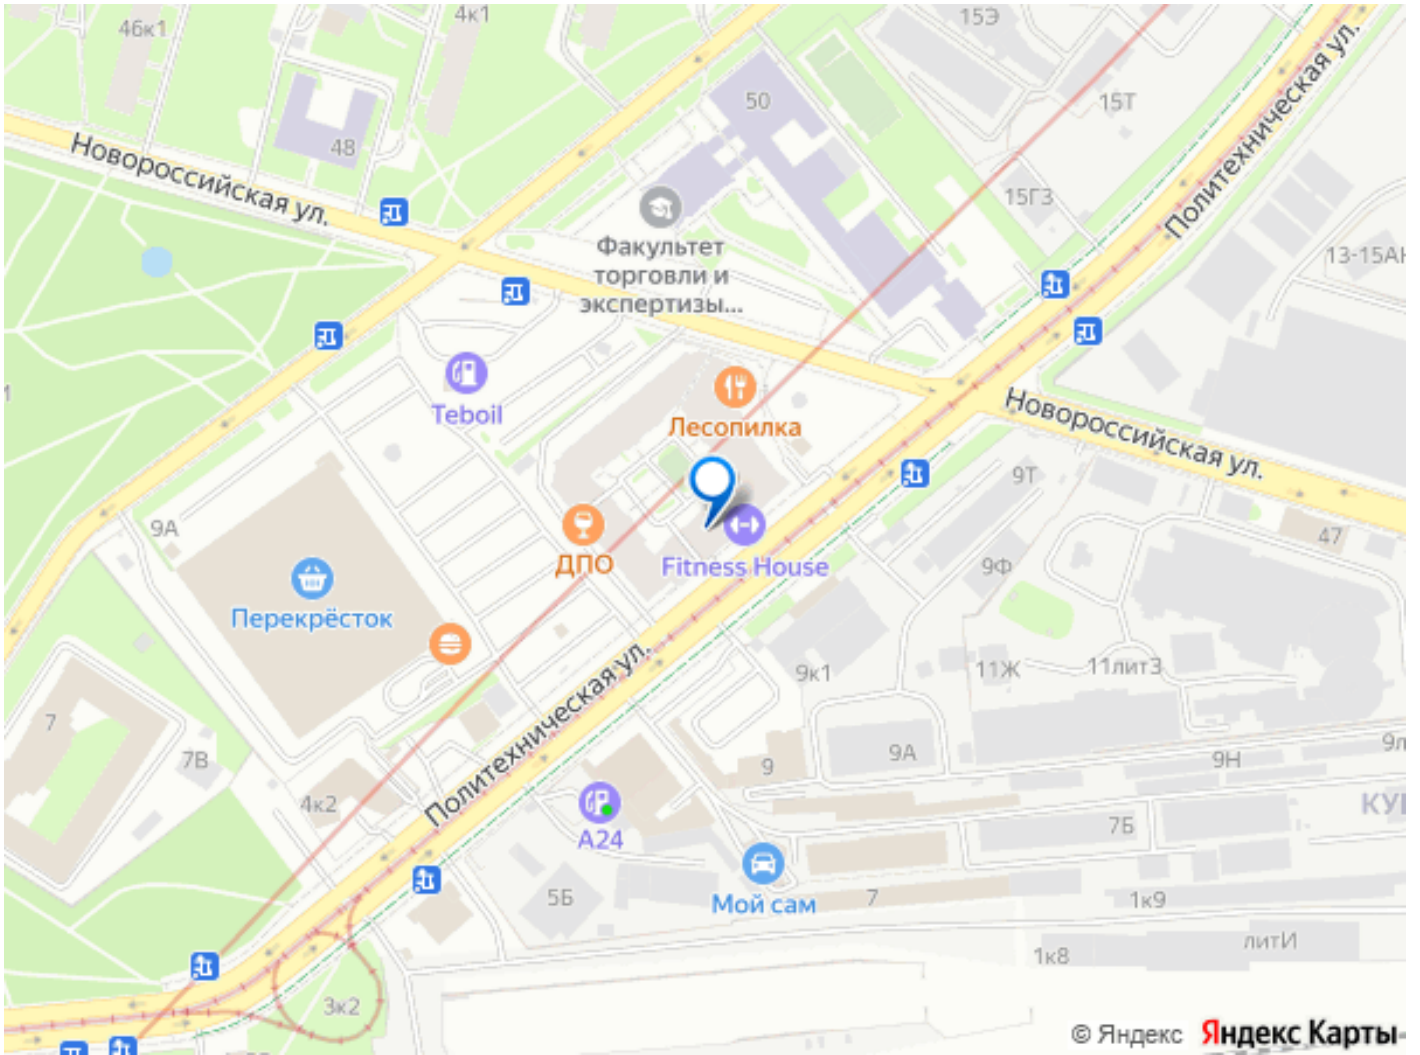 46к1
4к1
15Э
Политехническая ул.
50
15Т
48
Новороссийская ул.
15Г3
Факультет
торговли и
экспертизы...
13-15АН
Teboil
Лесопилка
Новороссийская ул.
9А
9Т
47
ДПО
Fitness House
9Ф
Перекрёсток
9к1
11Ж
11лит3
7
7В
Политехническая ул.
9
9А
9Н
4к2
А24
7Б
5Б
Мой сам
7
1к9
литИ
1к8
3к2
© Яндекс Яндекс Карты